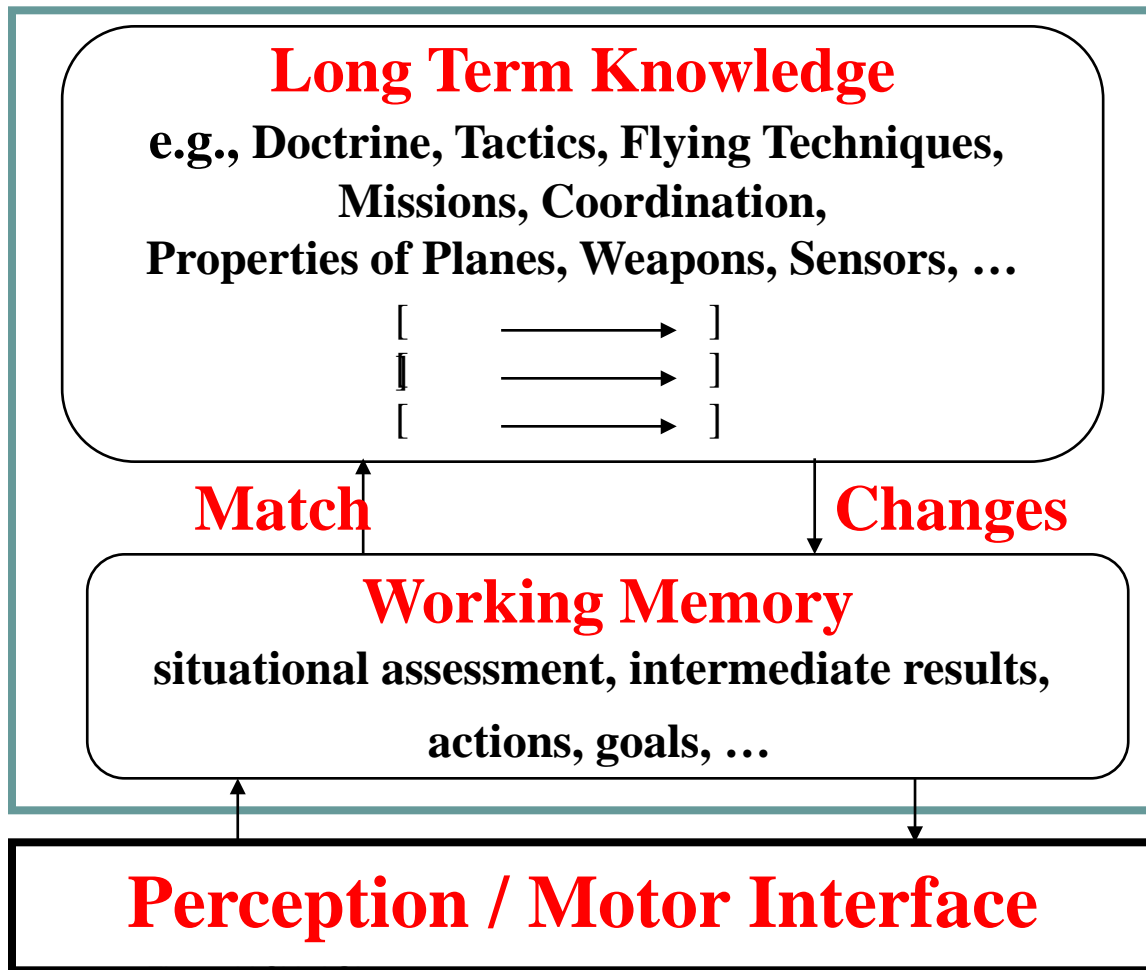 Long Term Knowledge
e.g., Doctrine, Tactics, Flying Techniques,
Missions, Coordination,
Properties of Planes, Weapons, Sensors, …
[ ]
[ ]
[ ]
Match
Changes
Working Memory
situational assessment, intermediate results,
actions, goals, …
Perception / Motor Interface